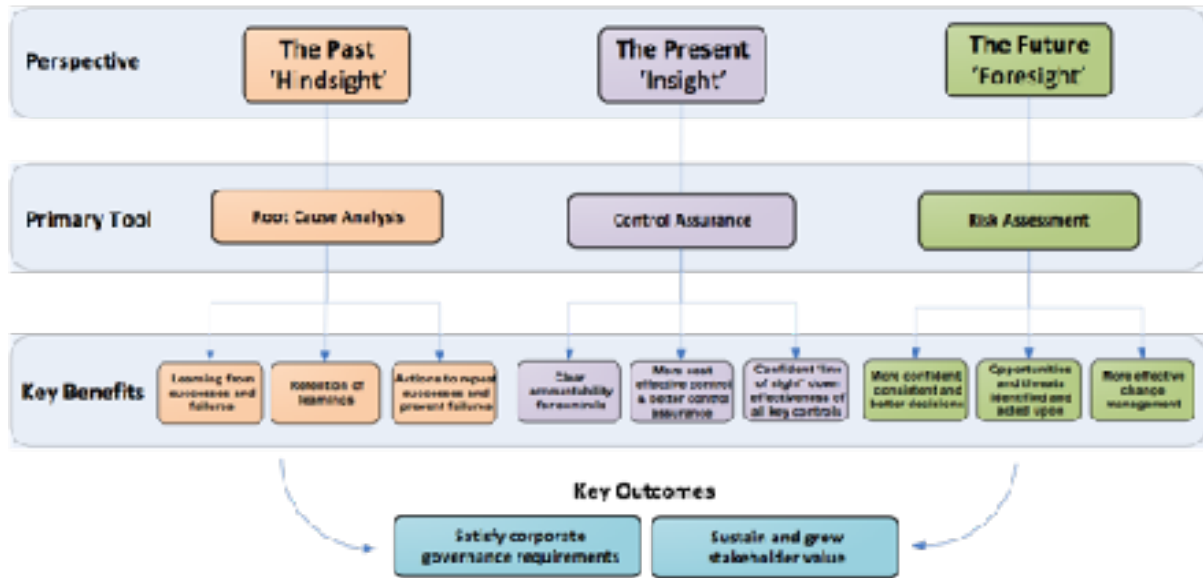 Perspective
The Past
'Hindsight'
The Present
'Insight'
The Future
'Foresight'
Primary Tool
Root Cause Analysis
Control Assurance
Risk Assessment
Key Benefits
Learning from
successes and
failures
Retention of
learnings
Actions to repeat
successes and
prevent failures
Clear
accountability
for controls
More cost
effective control
& better control
assurance
Confident "line
of sight" over
effectiveness of
all key controls
More confident,
consistent and
better decisions
Opportunities
and threats
identified and
acted upon
More effective
change
management
Key Outcomes
Satisfy corporate
governance requirements
Sustain and grow
stakeholder value